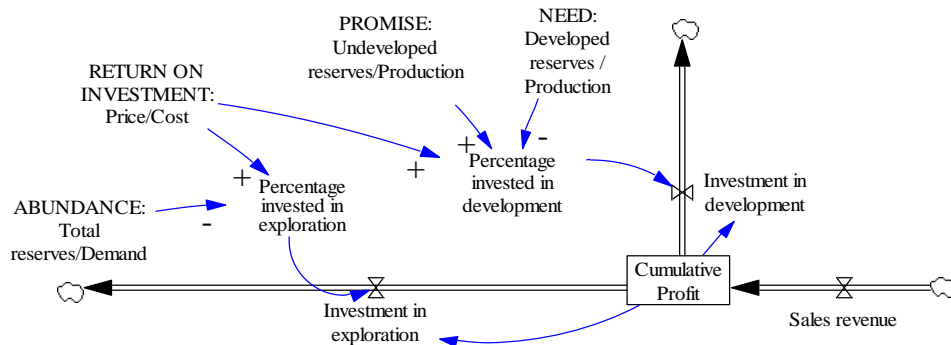 PROMISE:
Undeveloped
reserves/Production
NEED:
Developed
reserves /
Production
RETURN ON
INVESTMENT:
Price/Cost
+
+
-
+
Percentage
invested in
development
+
Percentage
invested in
exploration
ABUNDANCE:
Total
reserves/Demand
-
Investment in
development
Cumulative
Profit
Investment in
exploration
Sales revenue